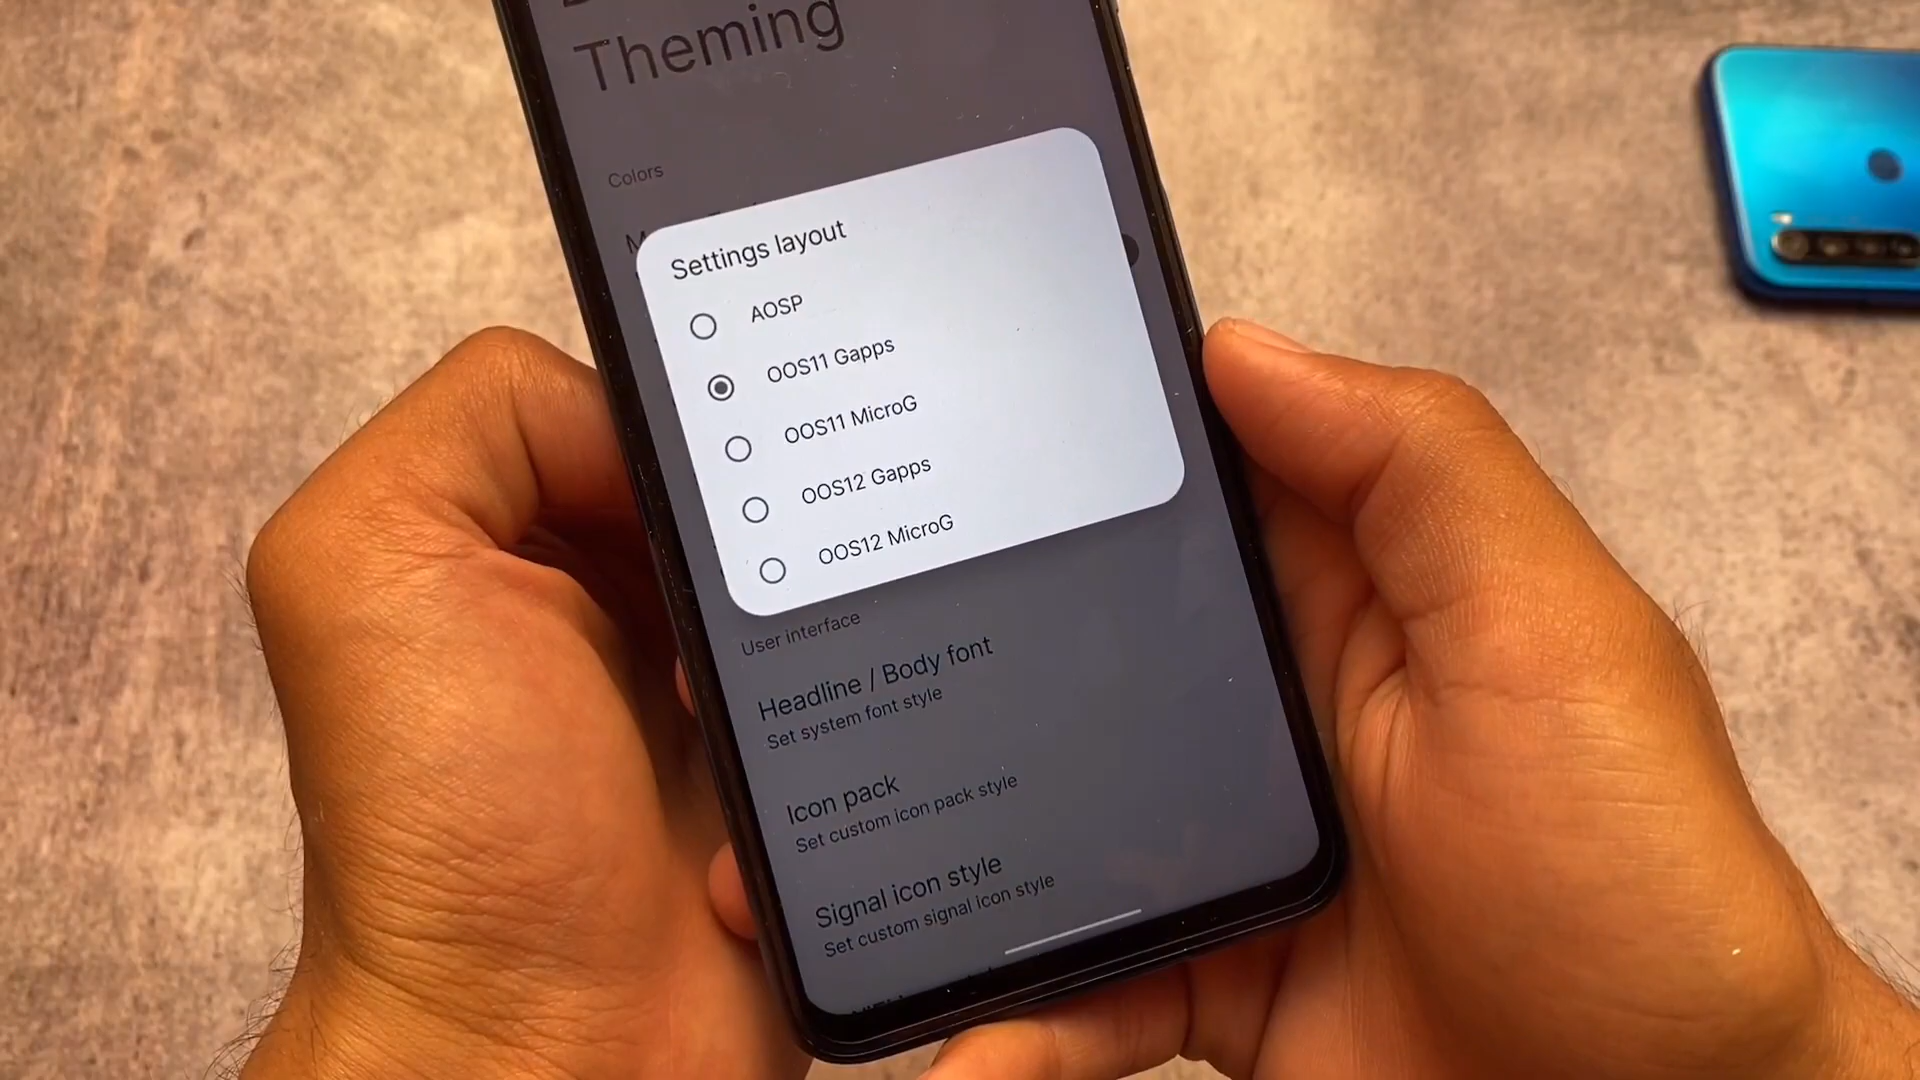 Theming
Colors
Settings layout
AOSP
OOS11 Gapps
OOS11 MicroG
OOS12 Gapps
OOS12 MicroG
User interface
Headline / Body font
Set system font style
Icon pack
Set custom icon pack style
Signal icon style
Set custom signal icon style